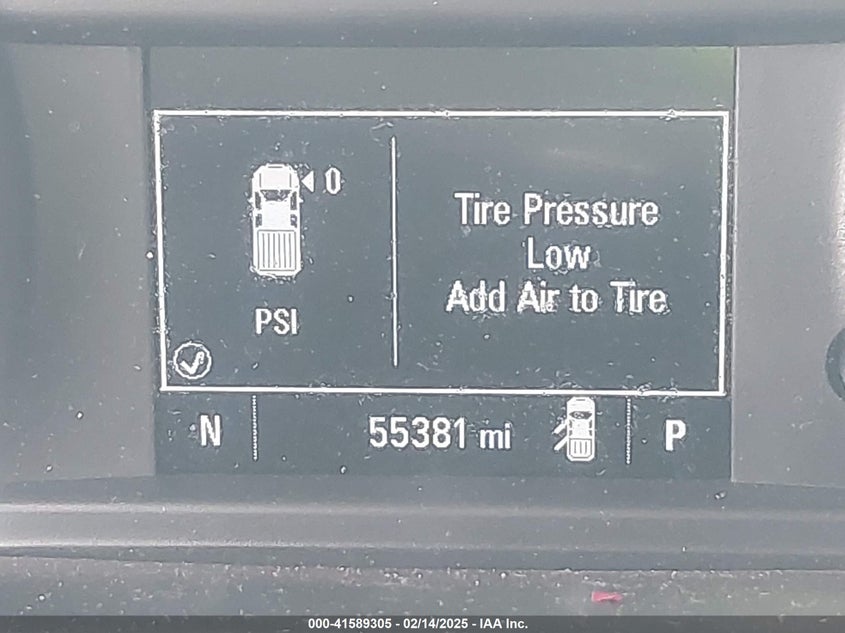 0
PSI
Tire Pressure
Low
Add Air to Tire
N
55381 mi
P
000-41589305 - 02/14/2025 - IAA Inc.